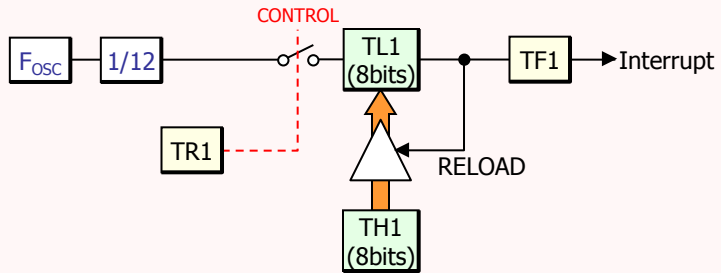 CONTROL
FOSC
1/12
TL1
(8bits)
TF1
Interrupt
TR1
RELOAD
TH1
(8bits)